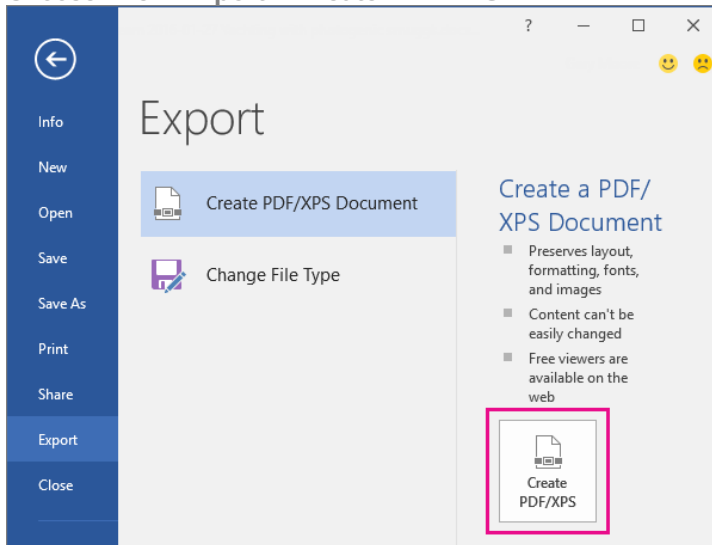 ?
Info
New
Open
Save
Save As
Print
Share
Export
Close
Export
Create PDF/XPS Document
Change File Type
Create a PDF/
XPS Document
Preserves layout,
formatting, fonts,
and images
Content can't be
easily changed
Free viewers are
available on the
web
Create
PDF/XPS